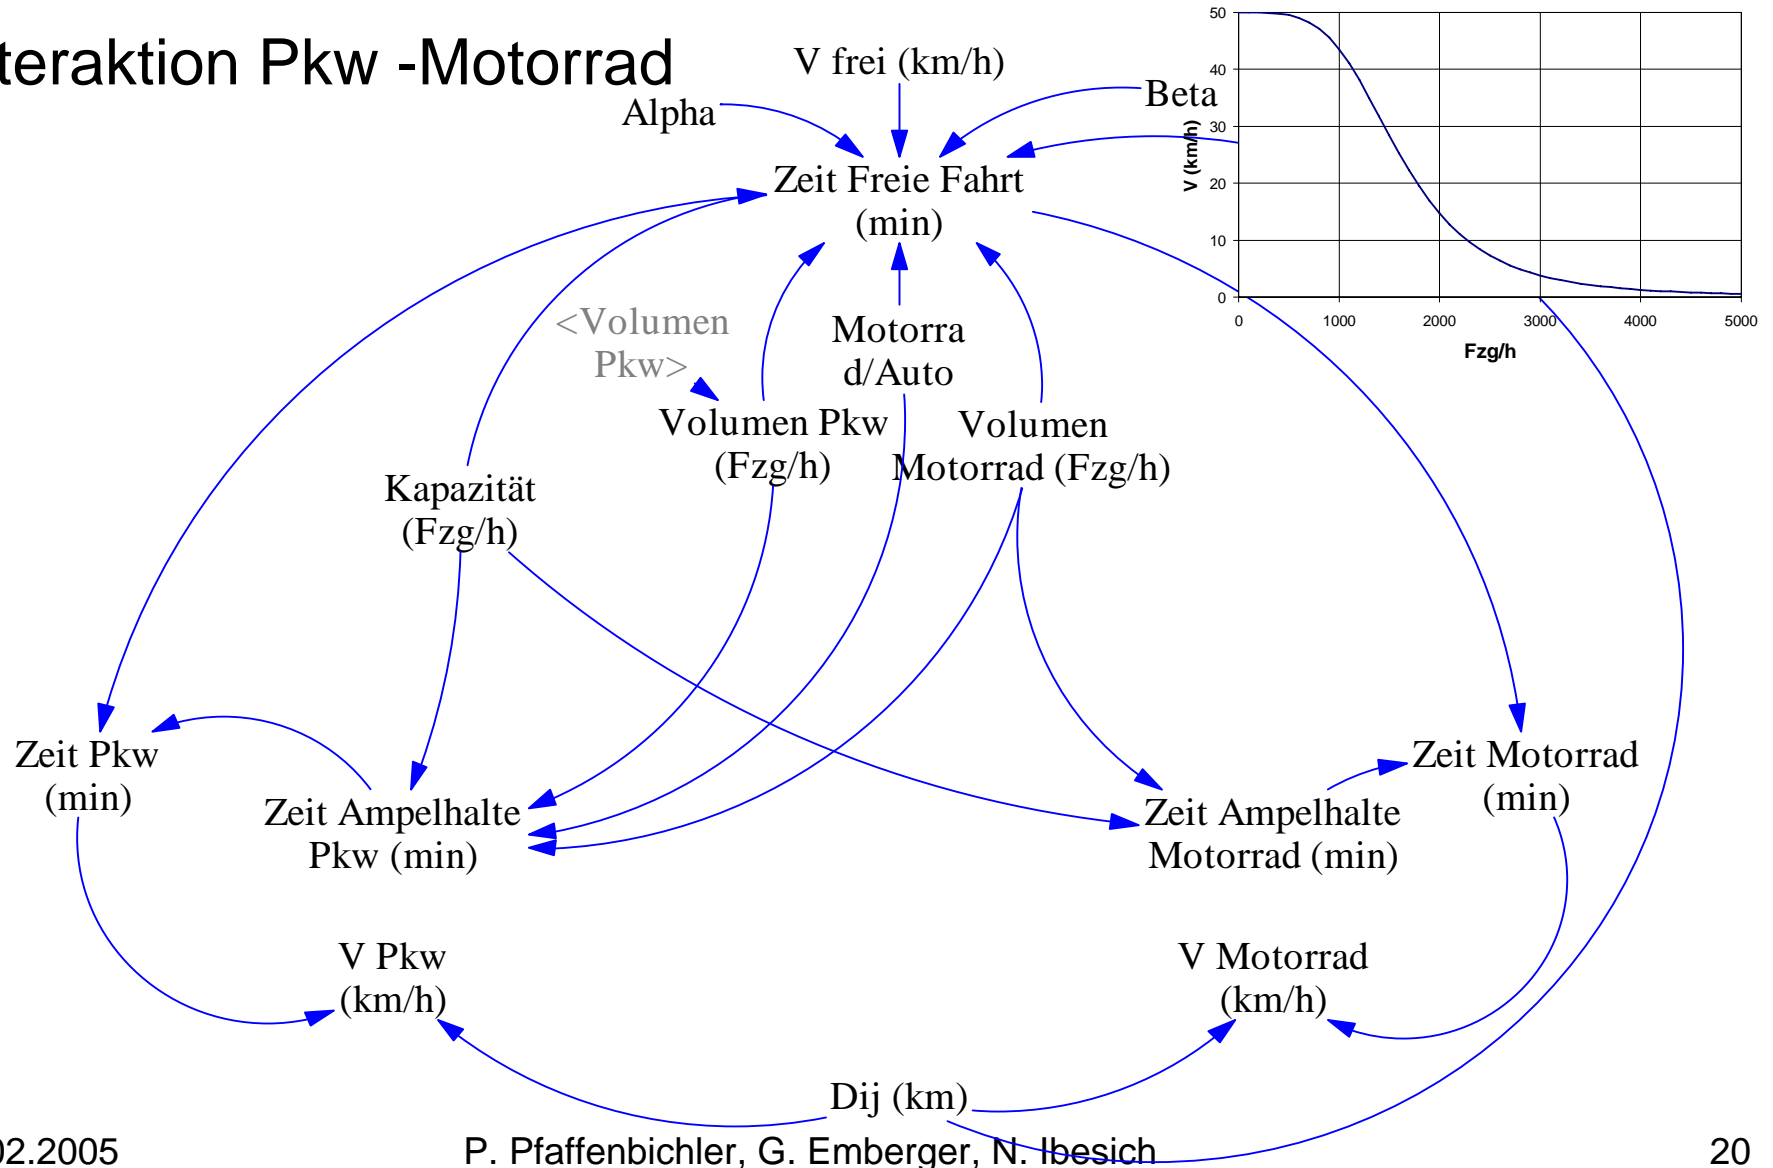 teraktion Pkw -Motorrad
V frei (km/h)
Alpha
Beta
Zeit Freie Fahrt
(min)
<Volumen
Pkw>
Motorra
d/Auto
Volumen Pkw
(Fzg/h)
Volumen
Motorrad (Fzg/h)
Kapazität
(Fzg/h)
Zeit Pkw
(min)
Zeit Ampelhalte
Pkw (min)
Zeit Ampelhalte
Motorrad (min)
Zeit Motorrad
(min)
V Pkw
(km/h)
V Motorrad
(km/h)
Dij (km)
50
40
30
20
10
0
V (km/h)
0 1000 2000 3000 4000 5000
Fzg/h
02.2005
P. Pfaffenbichler, G. Emberger, N. Ibesich
20